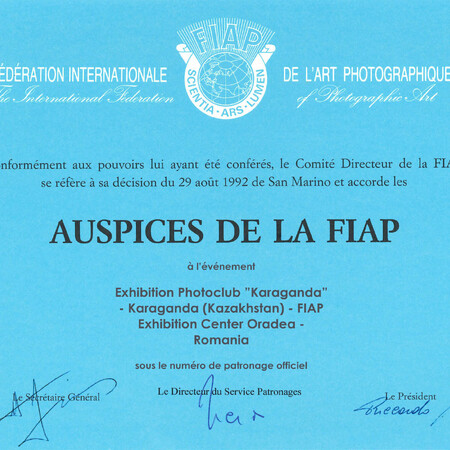 FIAP
SCIENTIA · ARS · LUMEN
FÉDÉRATION INTERNATIONALE DE L'ART PHOTOGRAPHIQUE
The International Federation of Photographic Art
onformément aux pouvoirs lui ayant été conférés, le Comité Directeur de la FIA
se réfère à sa décision du 29 août 1992 de San Marino et accorde les
AUSPICES DE LA FIAP
à l'événement
Exhibition Photoclub "Karaganda"
- Karaganda (Kazakhstan) - FIAP
Exhibition Center Oradea -
Romania
sous le numéro de patronage officiel
Le Secrétaire Général Le Directeur du Service Patronages Le Président
Riccardo